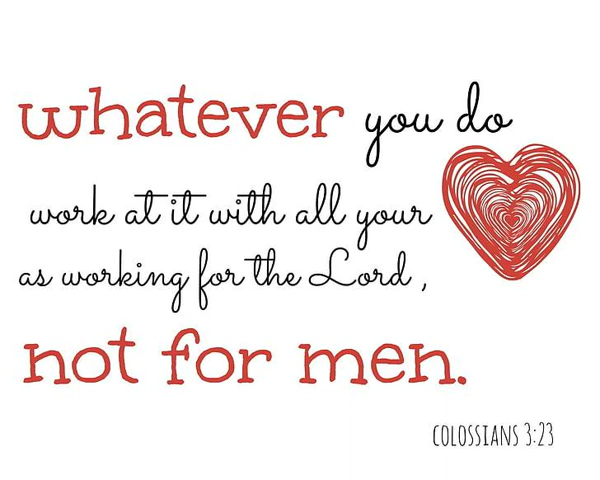 whatever you do
work at it with all your
as working for the Lord,
not for men.
COLOSSIANS 3:23